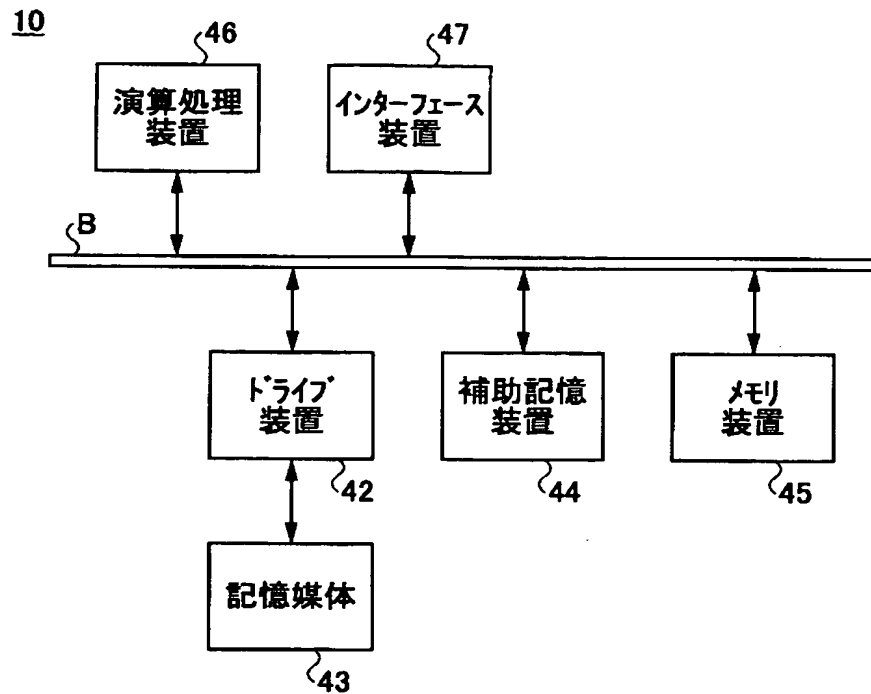 10
46
47
演算処理
装置
インターフェース
装置
B
ドライブ
装置
補助記憶
装置
メモリ
装置
42
44
45
記憶媒体
43